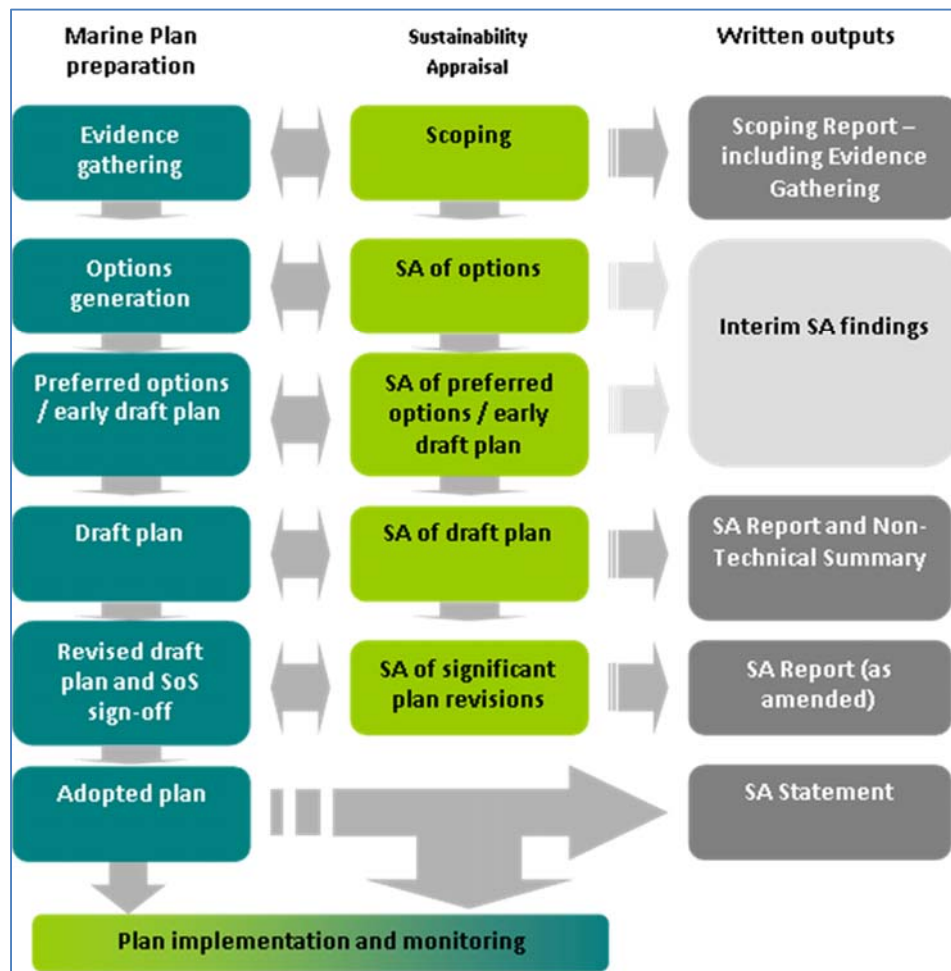 Marine Plan
preparation
Sustainability
Appraisal
Written outputs
Evidence
gathering
Scoping
Scoping Report –
including Evidence
Gathering
Options
generation
SA of options
Interim SA findings
Preferred options
/ early draft plan
SA of preferred
options / early
draft plan
Draft plan
SA of draft plan
SA Report and Non-
Technical Summary
Revised draft
plan and SoS
sign-off
SA of significant
plan revisions
SA Report (as
amended)
Adopted plan
SA Statement
Plan implementation and monitoring